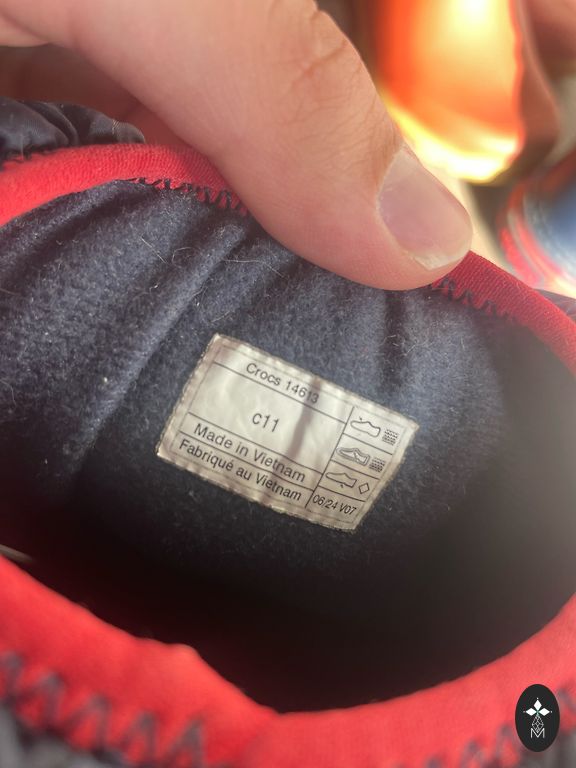 Crocs 14613
c11
Made in Vietnam
Fabriqué au Vietnam
06/24 V07
M